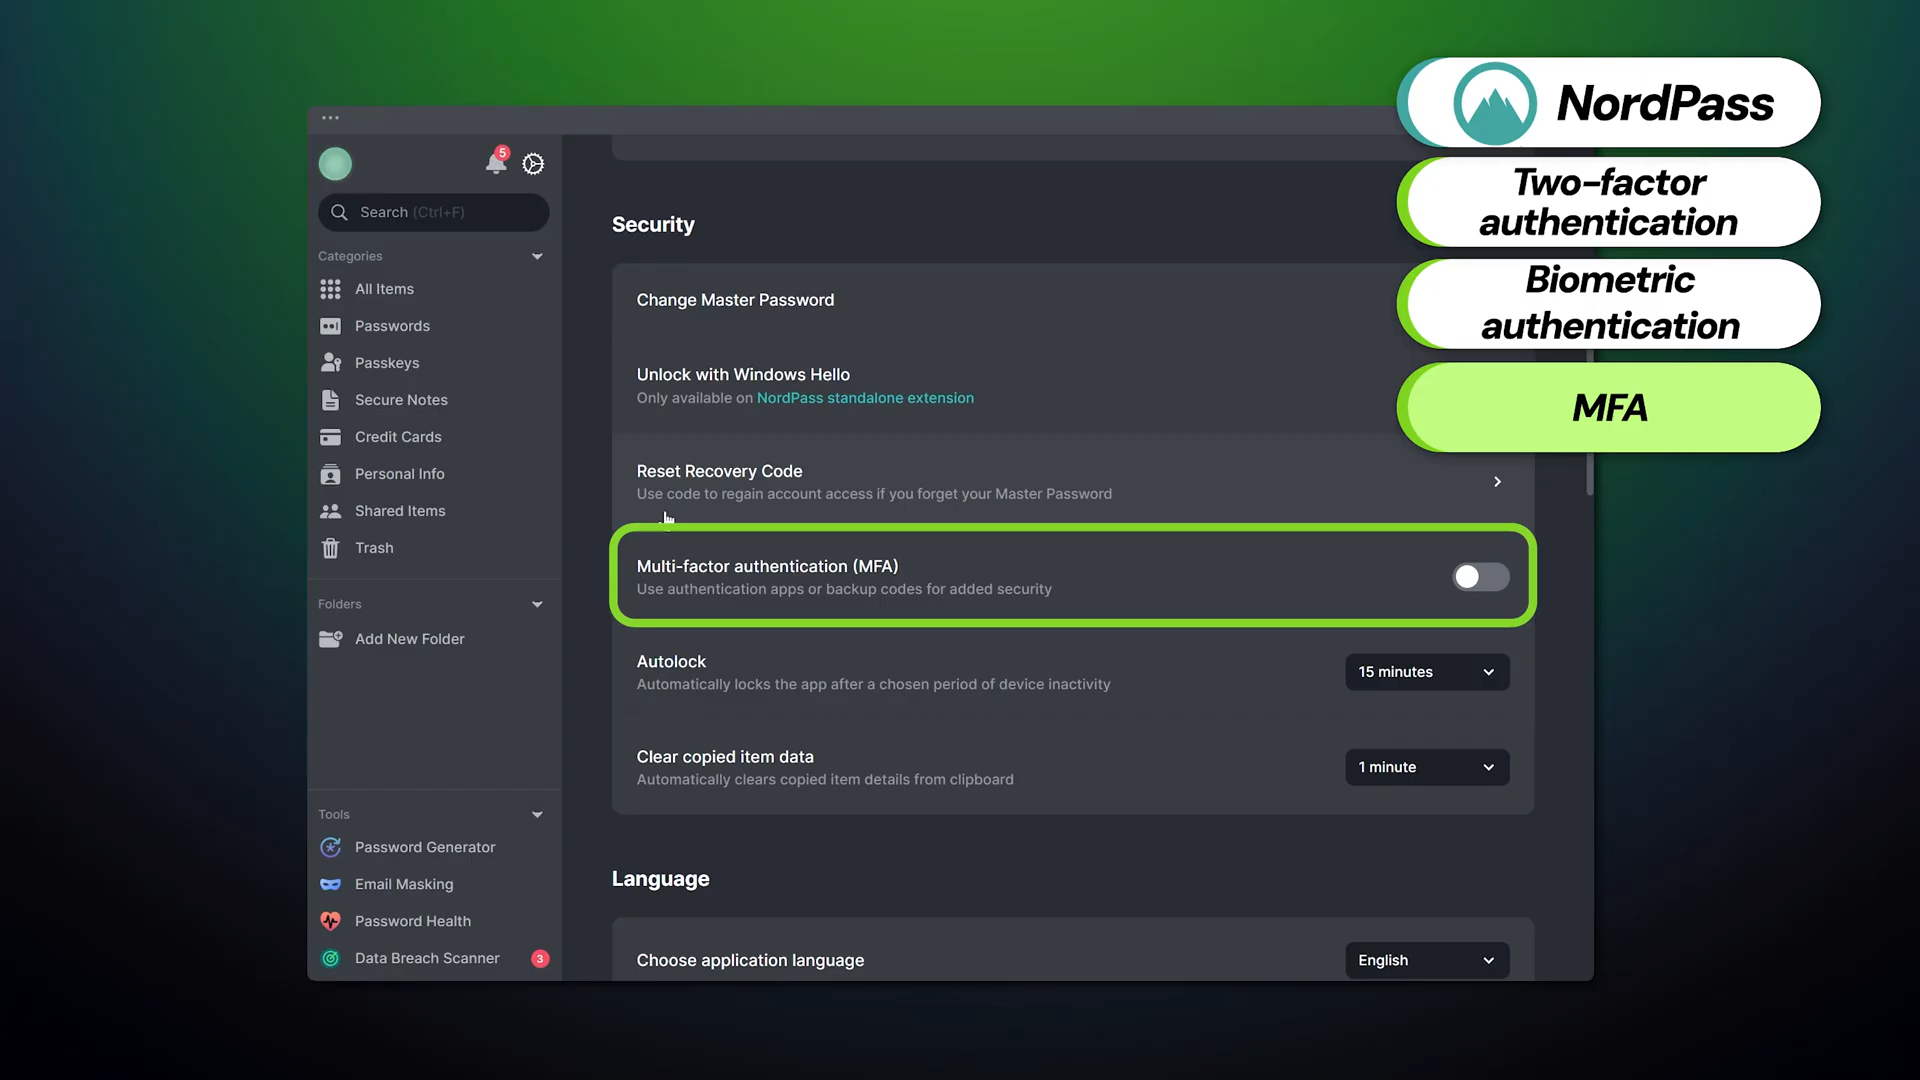 NordPass
Two-factor
authentication
Biometric
authentication
MFA
5
Search (Ctrl+F)
Categories
All Items
Passwords
Passkeys
Secure Notes
Credit Cards
Personal Info
Shared Items
Trash
Folders
Add New Folder
Tools
Password Generator
Email Masking
Password Health
Data Breach Scanner
3
Security
Change Master Password
Unlock with Windows Hello
Only available on NordPass standalone extension
Reset Recovery Code
Use code to regain account access if you forget your Master Password
Multi-factor authentication (MFA)
Use authentication apps or backup codes for added security
Autolock
Automatically locks the app after a chosen period of device inactivity
15 minutes
Clear copied item data
Automatically clears copied item details from clipboard
1 minute
Language
Choose application language
English